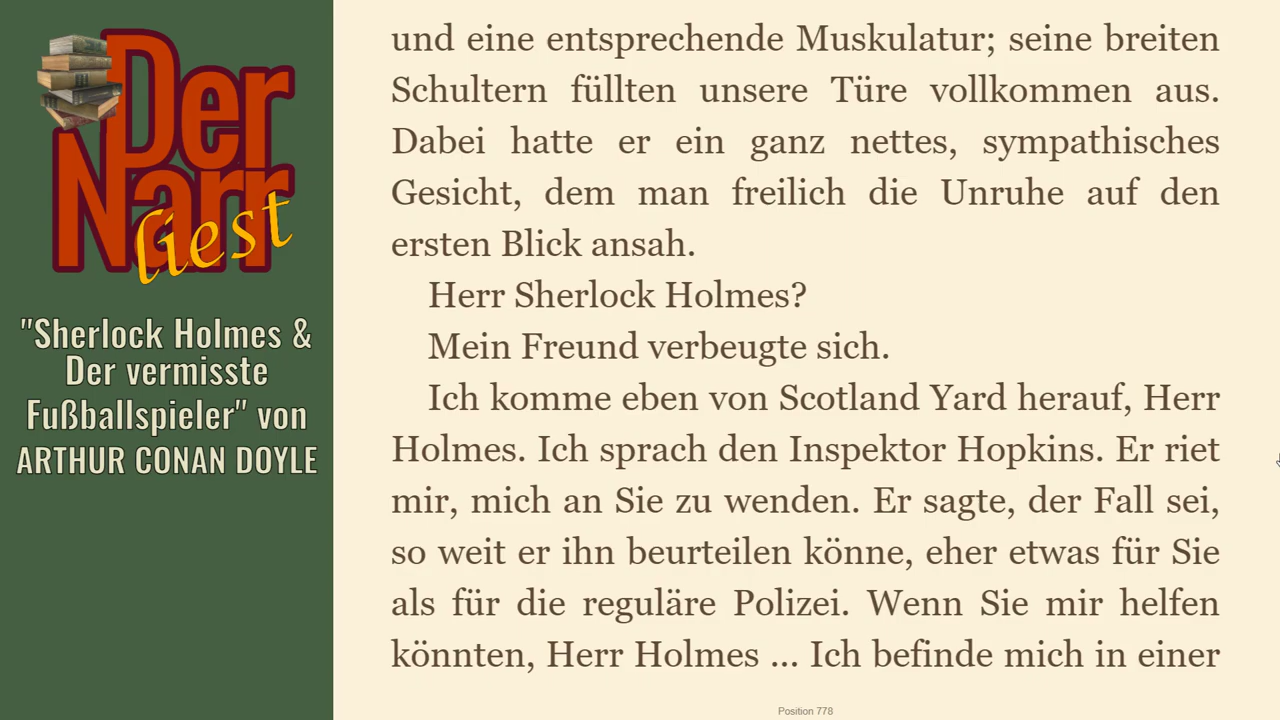 Der
Narr
liest
"Sherlock Holmes &
Der vermisste
Fußballspieler" von
ARTHUR CONAN DOYLE
und eine entsprechende Muskulatur; seine breiten
Schultern füllten unsere Türe vollkommen aus.
Dabei hatte er ein ganz nettes, sympathisches
Gesicht, dem man freilich die Unruhe auf den
ersten Blick ansah.
Herr Sherlock Holmes?
Mein Freund verbeugte sich.
Ich komme eben von Scotland Yard herauf, Herr
Holmes. Ich sprach den Inspektor Hopkins. Er riet
mir, mich an Sie zu wenden. Er sagte, der Fall sei,
so weit er ihn beurteilen könne, eher etwas für Sie
als für die reguläre Polizei. Wenn Sie mir helfen
könnten, Herr Holmes ... Ich befinde mich in einer
Position 778